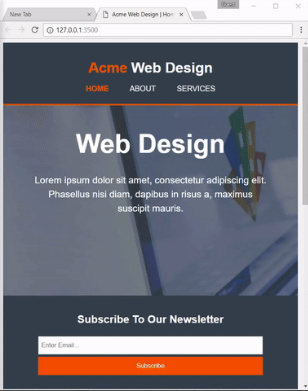 New Tab
Acme Web Design | Hom
127.0.0.1:3500
Acme Web Design
HOME ABOUT SERVICES
Web Design
Lorem ipsum dolor sit amet, consectetur adipiscing elit.
Phasellus nisi diam, dapibus in risus a, maximus
suscipit mauris.
Subscribe To Our Newsletter
Enter Email...
Subscribe